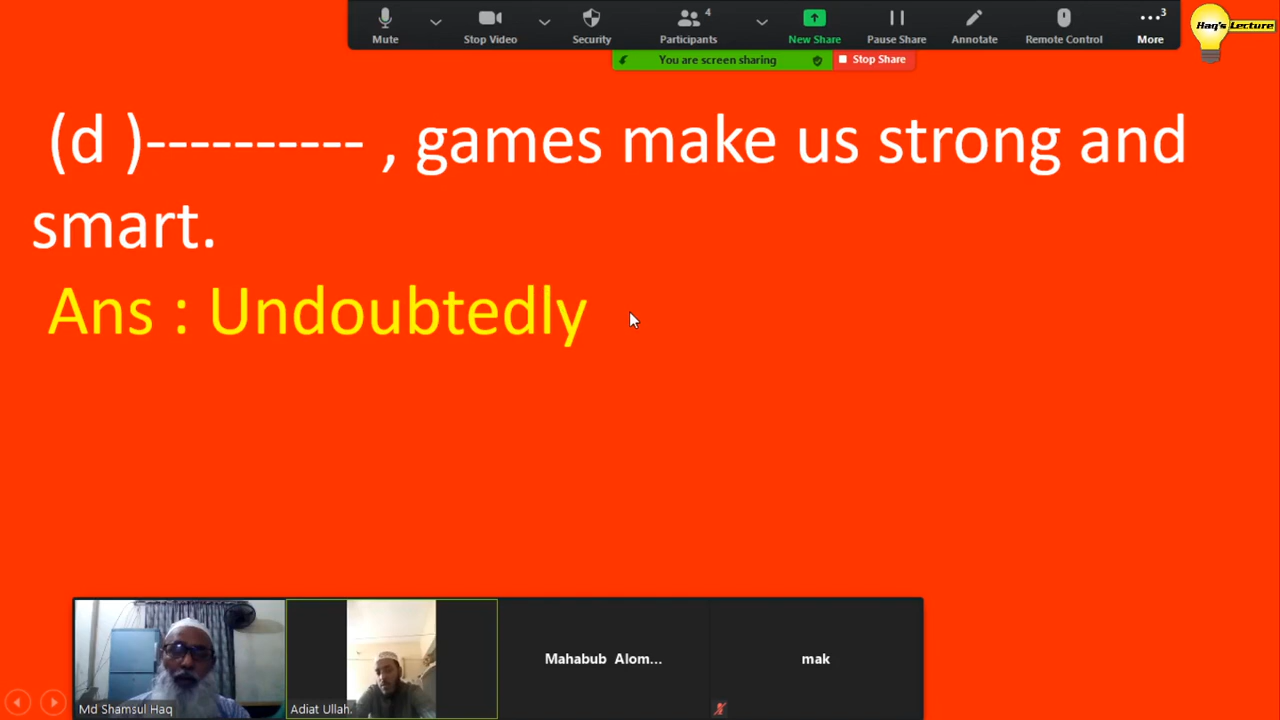 Mute
Stop Video
Security
4
Participants
New Share
Pause Share
Annotate
Remote Control
3
More
Haq's Lecture
You are screen sharing
Stop Share
(d )---------- , games make us strong and
smart.
Ans : Undoubtedly
Md Shamsul Haq
Adiat Ullah.
Mahabub Alom...
mak